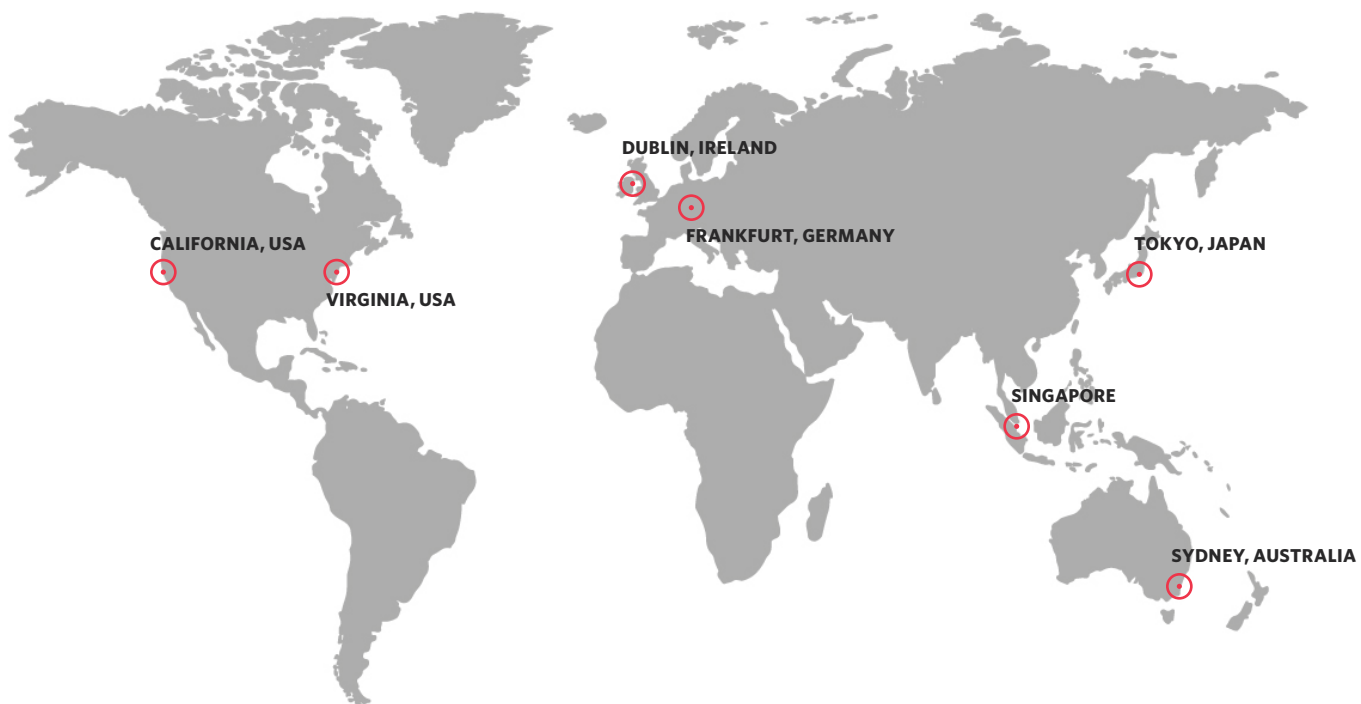 DUBLIN, IRELAND
FRANKFURT, GERMANY
CALIFORNIA, USA
TOKYO, JAPAN
VIRGINIA, USA
SINGAPORE
SYDNEY, AUSTRALIA